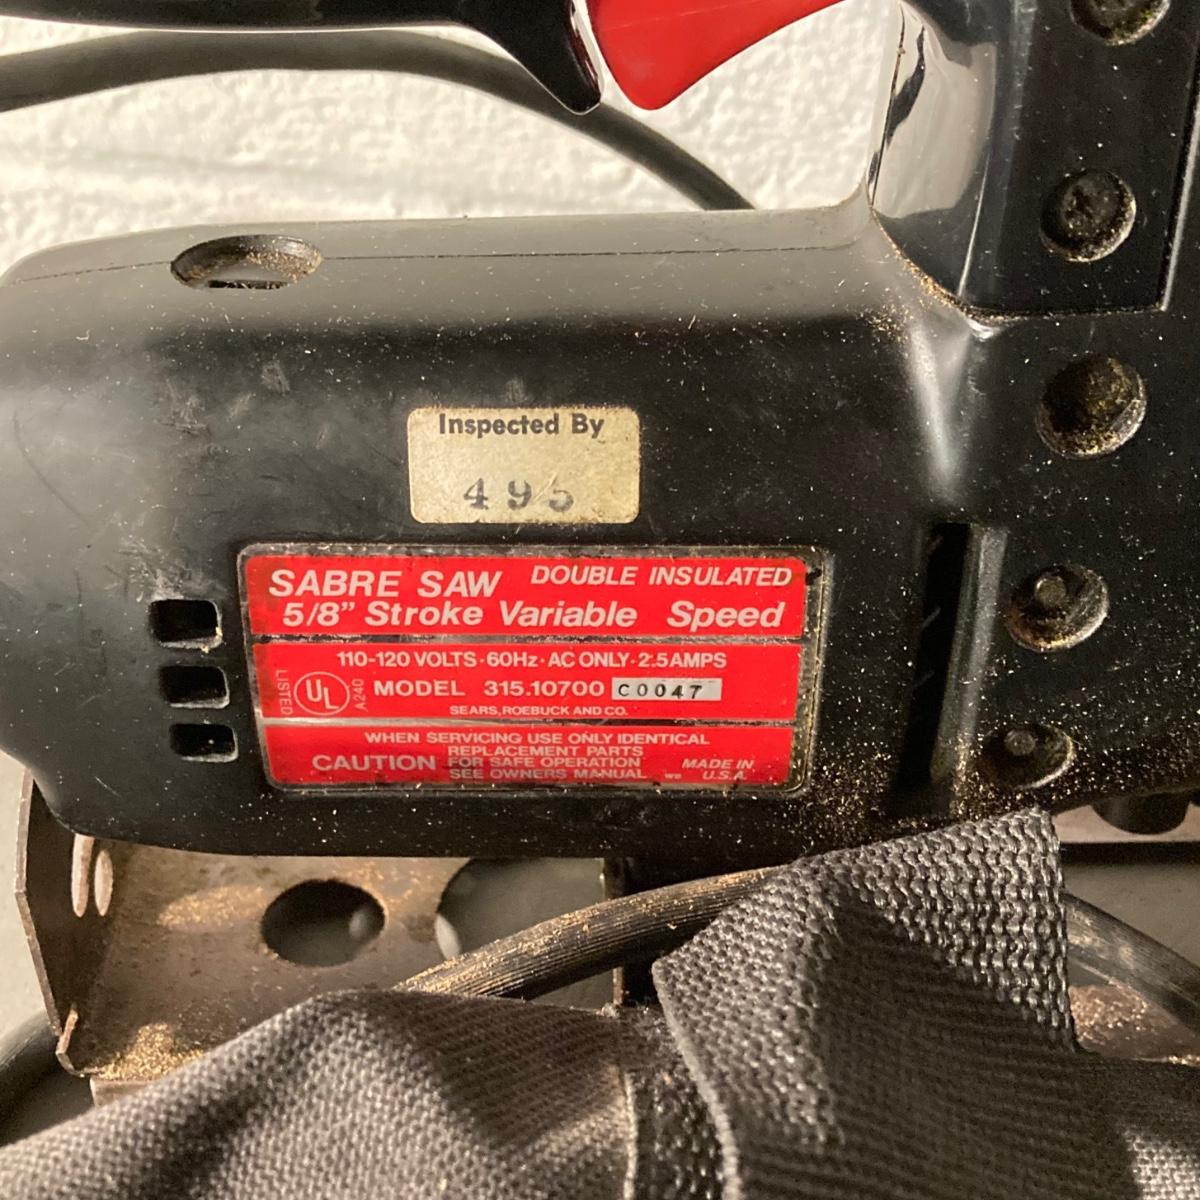 Inspected By
495
SABRE SAW DOUBLE INSULATED
5/8” Stroke Variable Speed
110-120 VOLTS·60Hz·AC ONLY·2.5AMPS
LISTED UL A240 MODEL 315.10700 C0047
SEARS, ROEBUCK AND CO.
WHEN SERVICING USE ONLY IDENTICAL
REPLACEMENT PARTS
CAUTION FOR SAFE OPERATION MADE IN
SEE OWNERS MANUAL U.S.A.